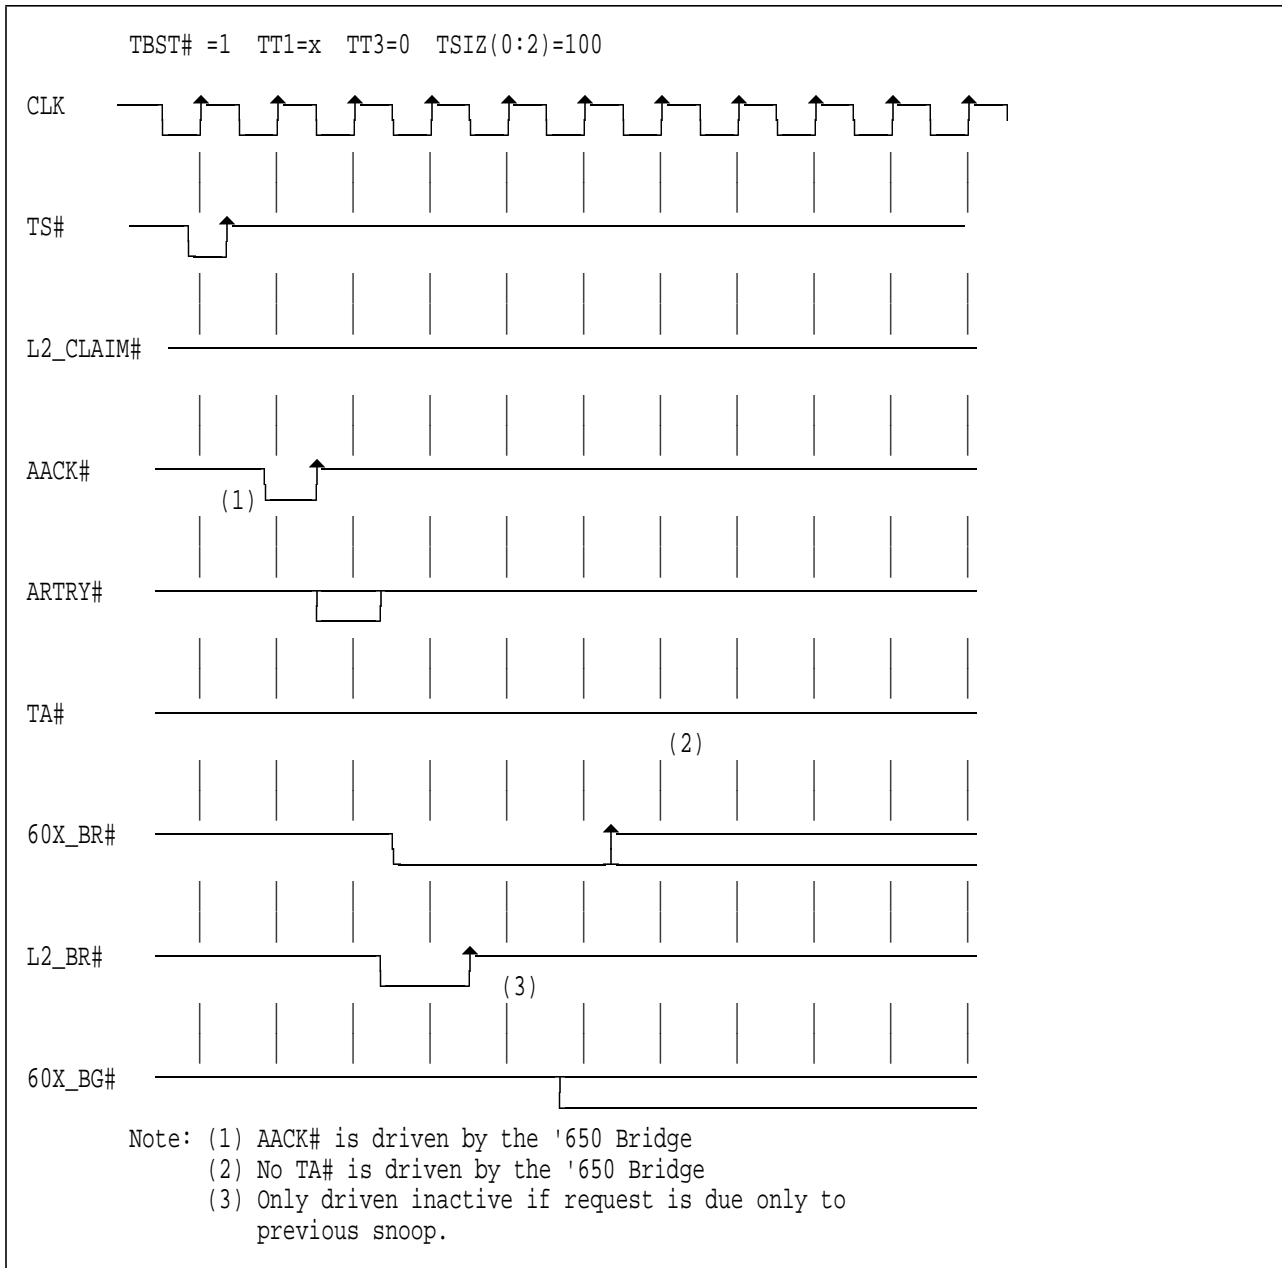 TBST# =1 TT1=x TT3=0 TSIZ(0:2)=100
CLK
TS#
L2_CLAIM#
AACK#
(1)
ARTRY#
TA#
(2)
60X_BR#
L2_BR#
(3)
60X_BG#
Note: (1) AACK# is driven by the '650 Bridge
(2) No TA# is driven by the '650 Bridge
(3) Only driven inactive if request is due only to
previous snoop.